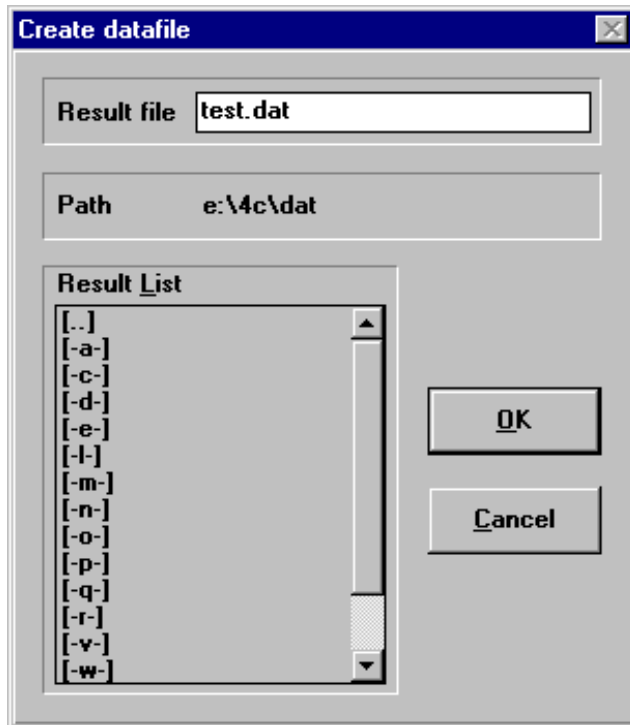 Create datafile
Result file test.dat
Path e:\4c\dat
Result List
[..]
[-a-]
[-c-]
[-d-]
[-e-]
[-l-]
[-m-]
[-n-]
[-o-]
[-p-]
[-q-]
[-r-]
[-v-]
[-w-]
OK
Cancel